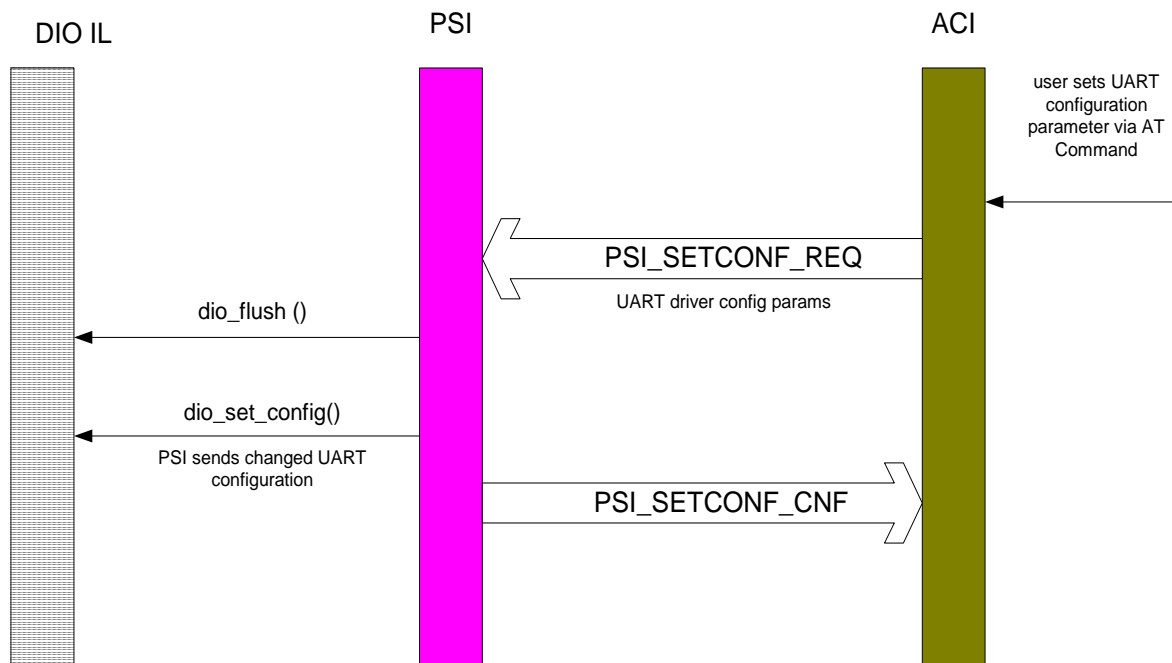 DIO IL
PSI
ACI
user sets UART
configuration
parameter via AT
Command
PSI_SETCONF_REQ
UART driver config params
dio_flush ()
dio_set_config()
PSI sends changed UART
configuration
PSI_SETCONF_CNF